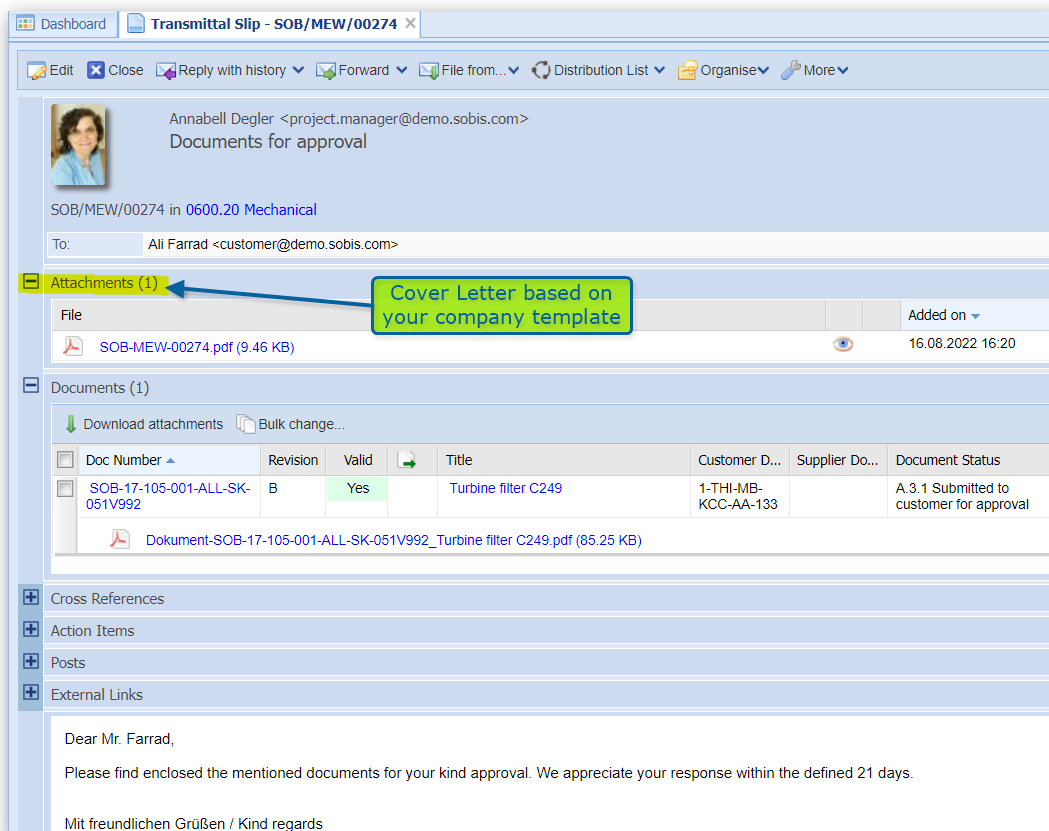 Dashboard Transmittal Slip - SOB/MEW/00274
Edit Close Reply with history Forward File from... Distribution List Organise More
Annabell Degler <project.manager@demo.sobis.com>
Documents for approval
SOB/MEW/00274 in 0600.20 Mechanical
To: Ali Farrad <customer@demo.sobis.com>
Attachments (1)
Cover Letter based on
your company template
File Added on
SOB-MEW-00274.pdf (9.46 KB) 16.08.2022 16:20
Documents (1)
Download attachments Bulk change...
Doc Number Revision Valid Title Customer D... Supplier Do... Document Status
SOB-17-105-001-ALL-SK- B Yes Turbine filter C249 1-THI-MB- A.3.1 Submitted to
051V992 KCC-AA-133 customer for approval
Dokument-SOB-17-105-001-ALL-SK-051V992_Turbine filter C249.pdf (85.25 KB)
Cross References
Action Items
Posts
External Links
Dear Mr. Farrad,
Please find enclosed the mentioned documents for your kind approval. We appreciate your response within the defined 21 days.
Mit freundlichen Grüßen / Kind regards